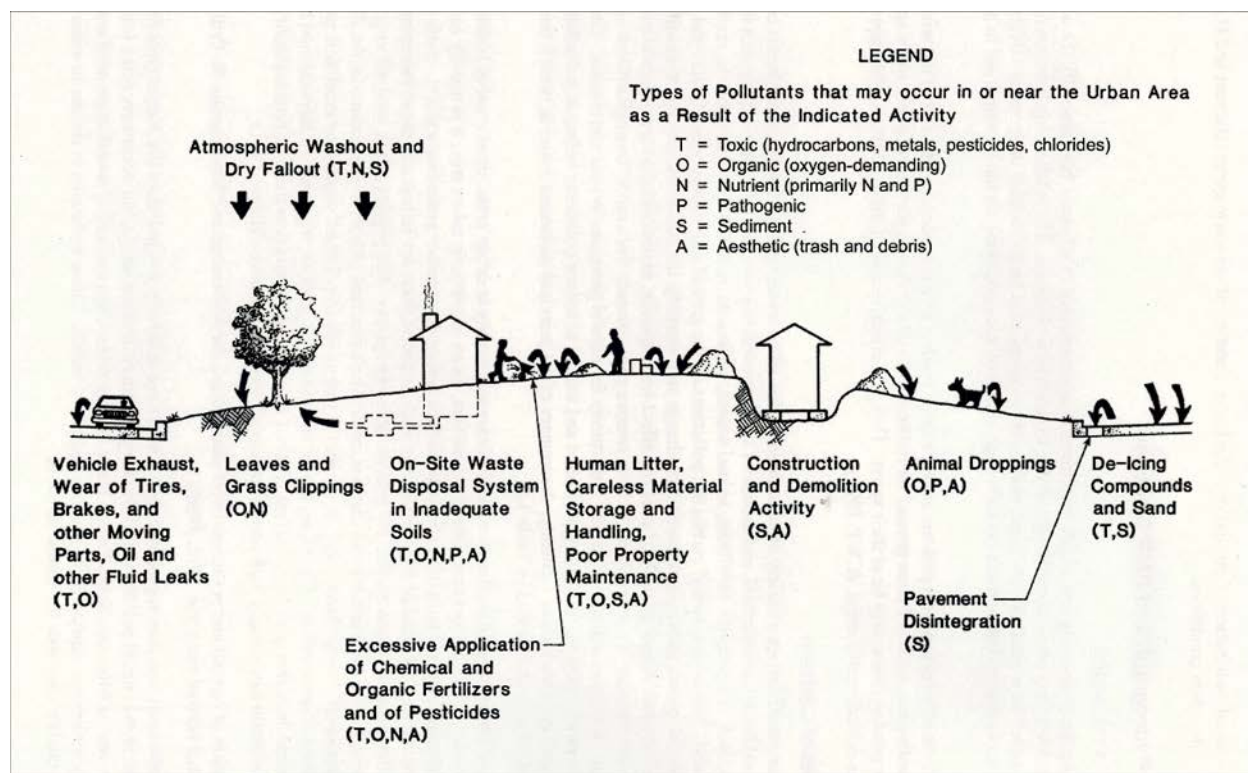 LEGEND
Types of Pollutants that may occur in or near the Urban Area
as a Result of the Indicated Activity
T = Toxic (hydrocarbons, metals, pesticides, chlorides)
O = Organic (oxygen-demanding)
N = Nutrient (primarily N and P)
P = Pathogenic
S = Sediment
A = Aesthetic (trash and debris)
Atmospheric Washout and
Dry Fallout (T,N,S)
Vehicle Exhaust,
Wear of Tires,
Brakes, and
other Moving
Parts, Oil and
other Fluid Leaks
(T,O)
Leaves and
Grass Clippings
(O,N)
On-Site Waste
Disposal System
in Inadequate
Soils
(T,O,N,P,A)
Excessive Application
of Chemical and
Organic Fertilizers
and of Pesticides
(T,O,N,A)
Human Litter,
Careless Material
Storage and
Handling,
Poor Property
Maintenance
(T,O,S,A)
Construction
and Demolition
Activity
(S,A)
Animal Droppings
(O,P,A)
Pavement
Disintegration
(S)
De-Icing
Compounds
and Sand
(T,S)